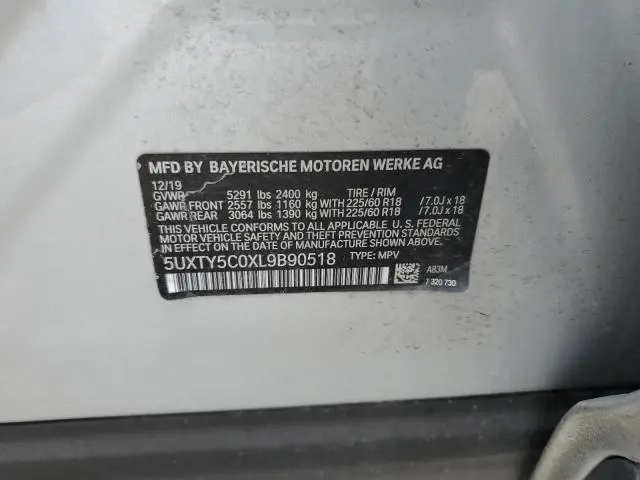 MFD BY BAYERISCHE MOTOREN WERKE AG
12/19
GVWR 5291 lbs 2400 kg TIRE / RIM
GAWR FRONT 2557 lbs 1160 kg WITH 225/60 R18 / 7.0J x 18
GAWR REAR 3064 lbs 1390 kg WITH 225/60 R18 / 7.0J x 18
THIS VEHICLE CONFORMS TO ALL APPLICABLE U. S. FEDERAL
MOTOR VEHICLE SAFETY AND THEFT PREVENTION STANDARDS
IN EFFECT ON THE DATE OF MANUFACTURE SHOWN ABOVE.
5UXTY5C0XL9B90518 TYPE: MPV
A83M
7 320 730